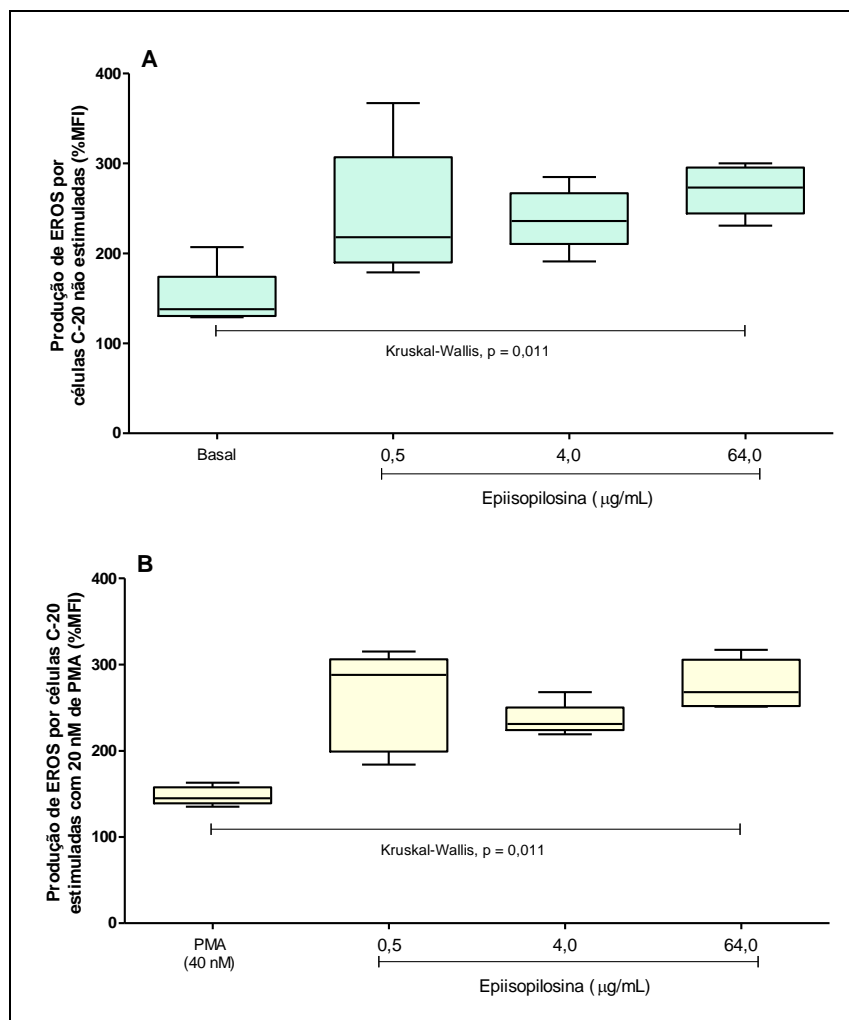 A
Produção de EROS por
células C-20 não estimuladas (%MFI)
400
300
200
100
0
Kruskal-Wallis, p = 0,011
Basal
0,5
4,0
64,0
Epiisopilosina ( μg/mL)
B
Produção de EROS por células C-20
estimuladas com 20 nM de PMA (%MFI)
400
300
200
100
0
Kruskal-Wallis, p = 0,011
PMA
(40 nM)
0,5
4,0
64,0
Epiisopilosina ( μg/mL)